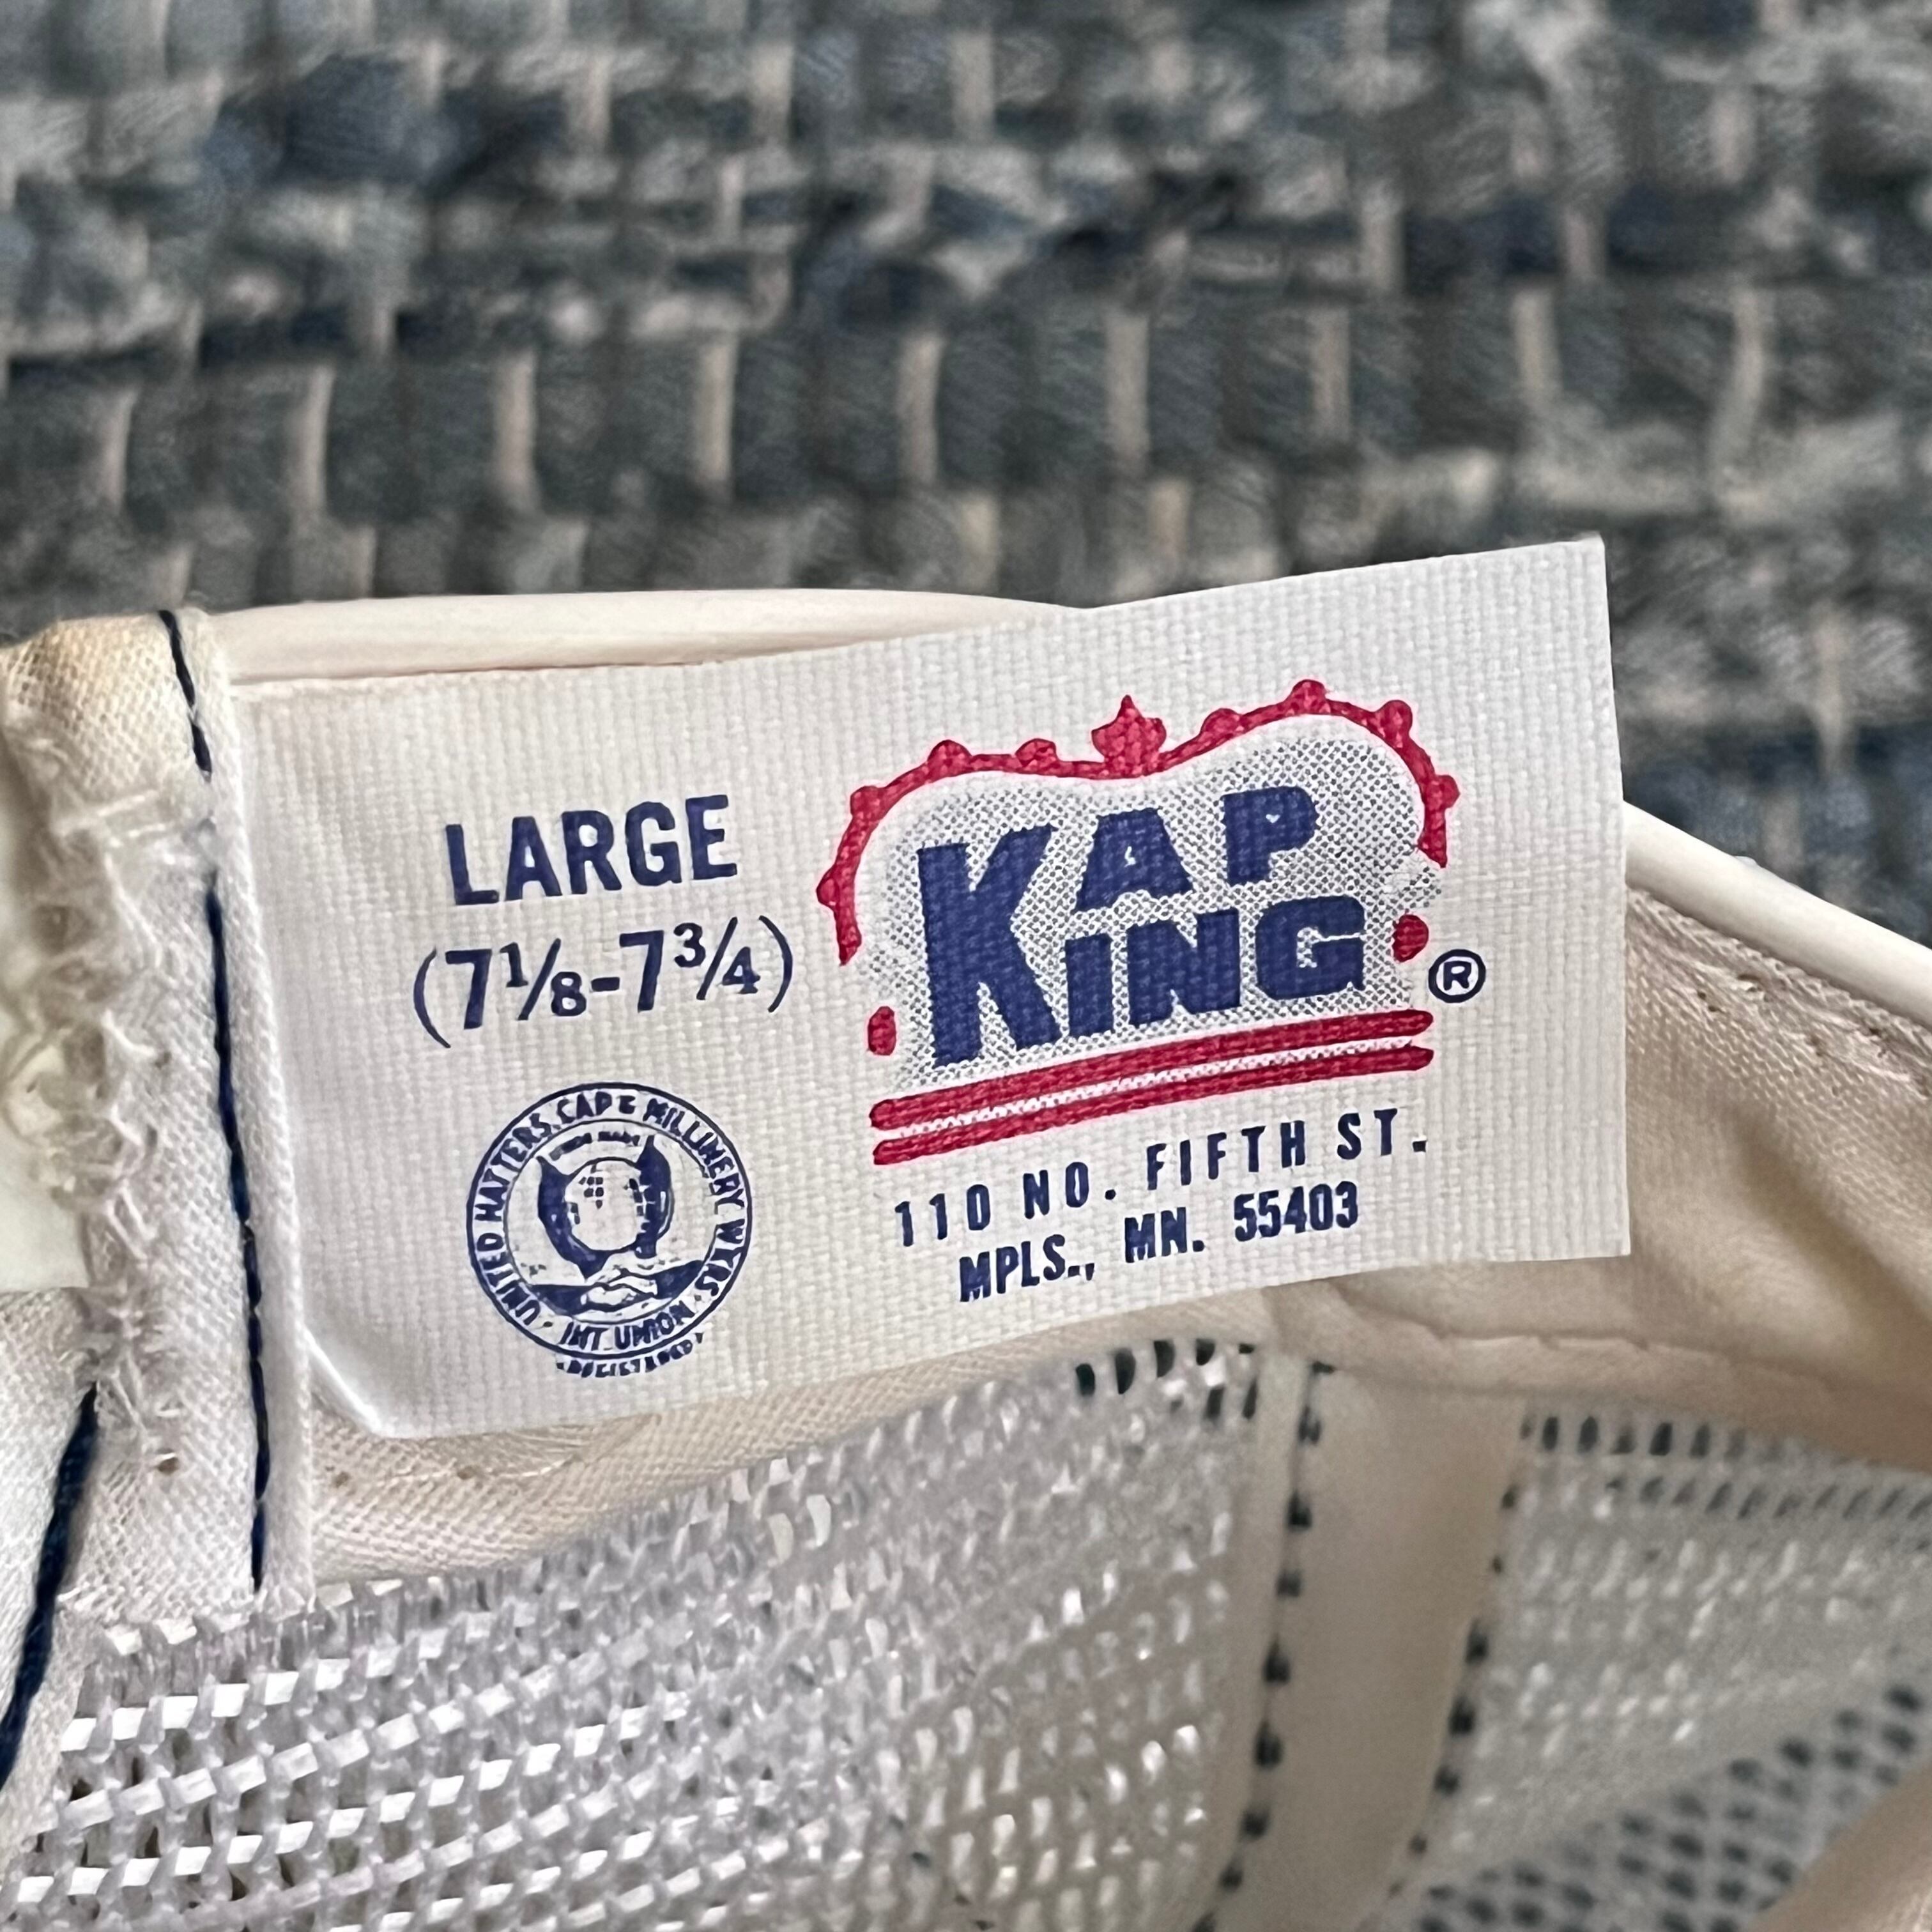 LARGE
(7⅛-7¾)
UNITED HATTERS, CAP & MILLINERY WKRS. INT. UNION
REGISTERED
KAP
KING
®
110 NO. FIFTH ST.
MPLS., MN. 55403